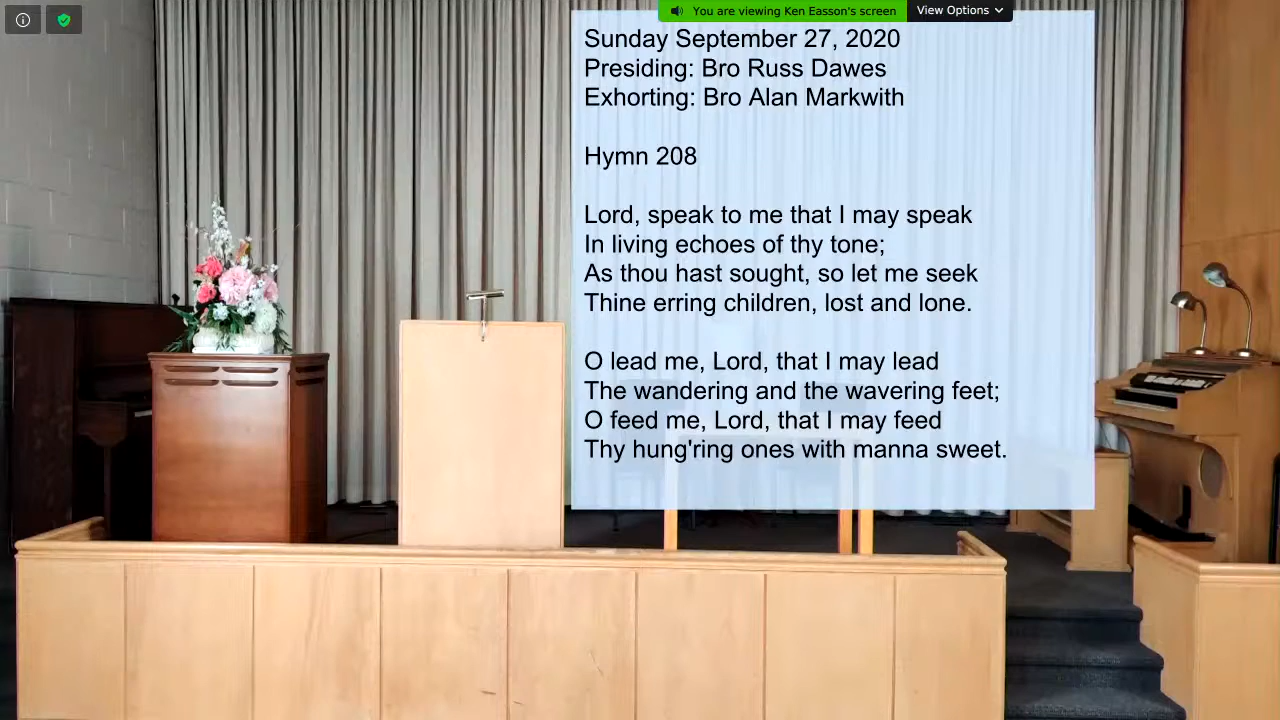 You are viewing Ken Easson's screen
View Options
Sunday September 27, 2020
Presiding: Bro Russ Dawes
Exhorting: Bro Alan Markwith
Hymn 208
Lord, speak to me that I may speak
In living echoes of thy tone;
As thou hast sought, so let me seek
Thine erring children, lost and lone.
O lead me, Lord, that I may lead
The wandering and the wavering feet;
O feed me, Lord, that I may feed
Thy hung'ring ones with manna sweet.